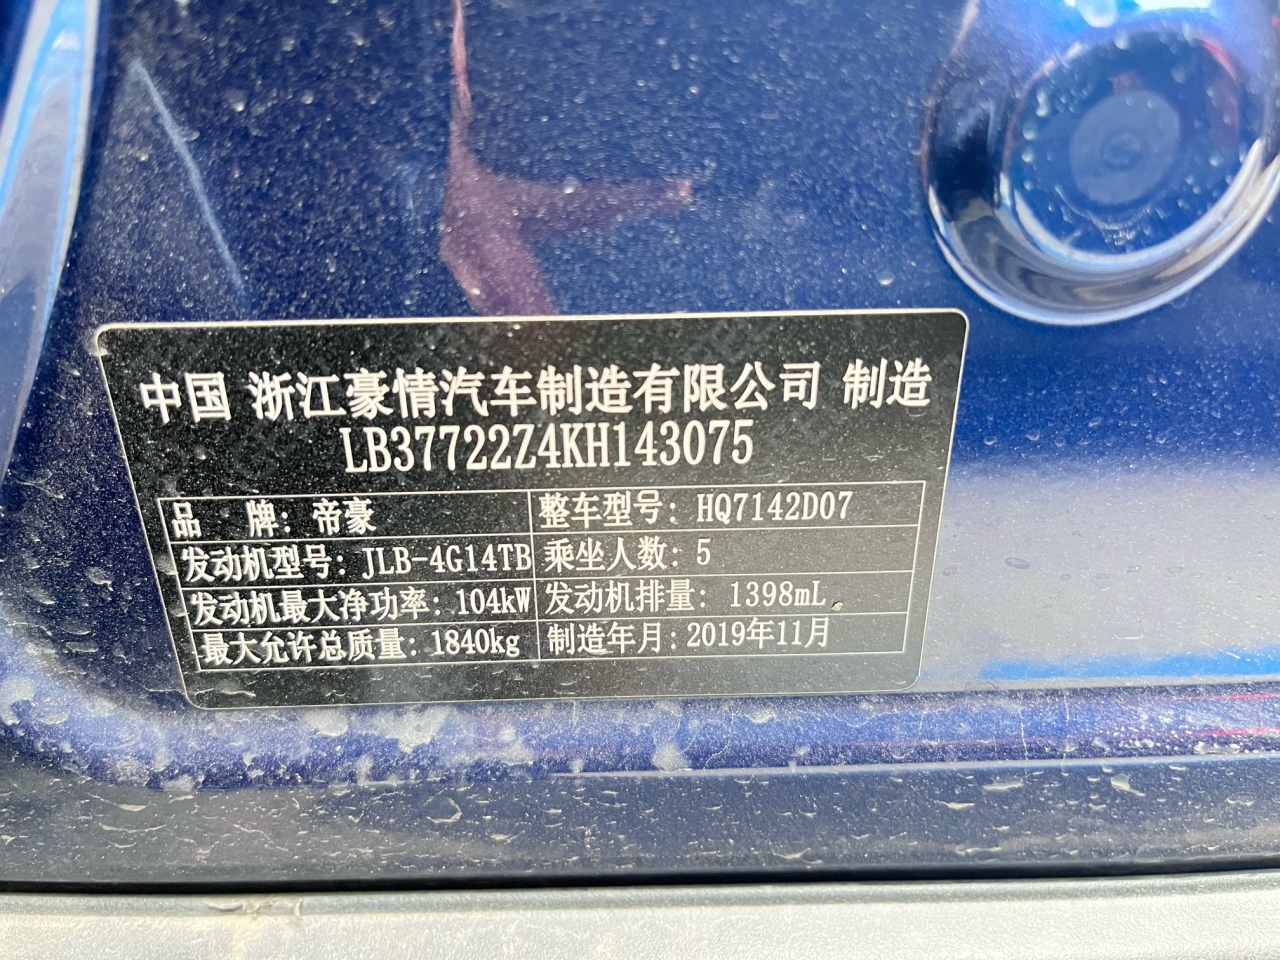 中国 浙江豪情汽车制造有限公司 制造
LB37722Z4KH143075
品 牌: 帝豪 整车型号: HQ7142D07
发动机型号: JLB-4G14TB 乘坐人数: 5
发动机最大净功率: 104kW 发动机排量: 1398mL
最大允许总质量: 1840kg 制造年月: 2019年11月